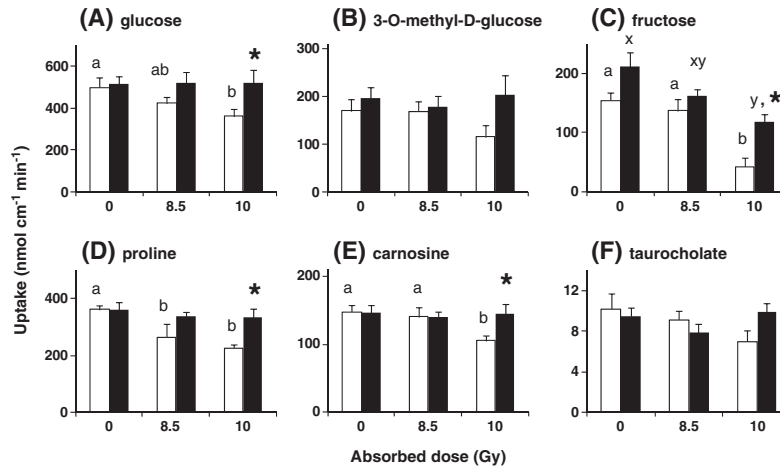 (A) glucose
(B) 3-O-methyl-D-glucose
(C) fructose
600
400
200
0
a
ab
b
*
0
8.5
10
300
200
100
0
0
8.5
10
200
100
0
a
x
a
xy
b
y, *
0
8.5
10
(D) proline
(E) carnosine
(F) taurocholate
400
200
0
a
b
b
*
0
8.5
10
200
150
100
50
0
a
a
b
*
0
8.5
10
12
8
4
0
0
8.5
10
Uptake (nmol cm⁻¹ min⁻¹)
Absorbed dose (Gy)